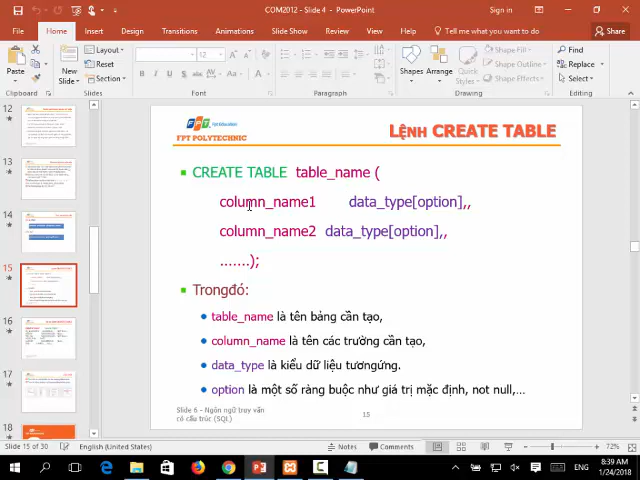 COM2012 - Slide 4 - PowerPoint
Sign in
File
Home
Insert
Design
Transitions
Animations
Slide Show
Review
View
Tell me what you want to do...
Share
Paste
New
Slide
Layout
Reset
Section
Shapes
Arrange
Quick
Styles
Shape Fill
Shape Outline
Shape Effects
Find
Replace
Select
Clipboard
Slides
Font
Paragraph
Drawing
Editing
12
13
14
15
16
17
18
FPT Education
FPT POLYTECHNIC
LỆNH CREATE TABLE
CREATE TABLE table_name (
column_name1 data_type[option],,
column_name2 data_type[option],,
.......);
Trongđó:
table_name là tên bảng cần tạo,
column_name là tên các trường cần tạo,
data_type là kiểu dữ liệu tươngứng.
option là một số ràng buộc như giá trị mặc định, not null,...
Slide 6 - Ngôn ngữ truy vấn
có cấu trúc (SQL)
15
Slide 15 of 30
English (United States)
Notes
Comments
72%
ENG
8:39 AM
1/24/2018